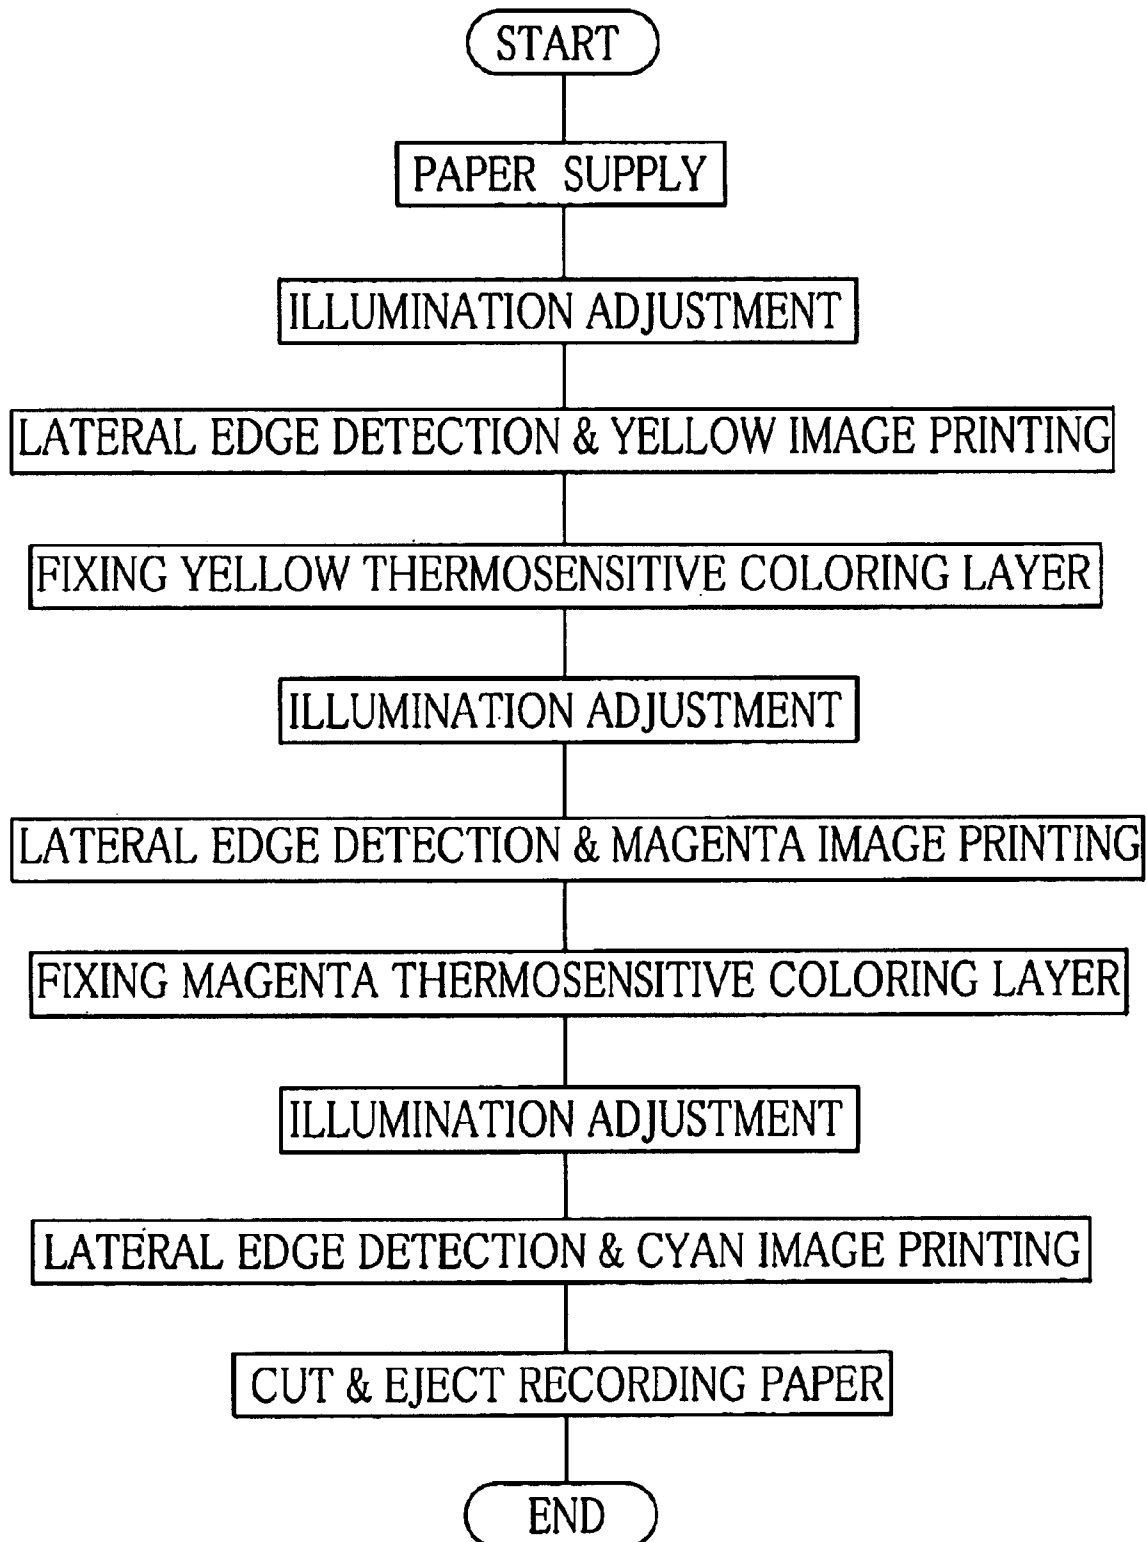 START
PAPER SUPPLY
ILLUMINATION ADJUSTMENT
LATERAL EDGE DETECTION & YELLOW IMAGE PRINTING
FIXING YELLOW THERMOSENSITIVE COLORING LAYER
ILLUMINATION ADJUSTMENT
LATERAL EDGE DETECTION & MAGENTA IMAGE PRINTING
FIXING MAGENTA THERMOSENSITIVE COLORING LAYER
ILLUMINATION ADJUSTMENT
LATERAL EDGE DETECTION & CYAN IMAGE PRINTING
CUT & EJECT RECORDING PAPER
END